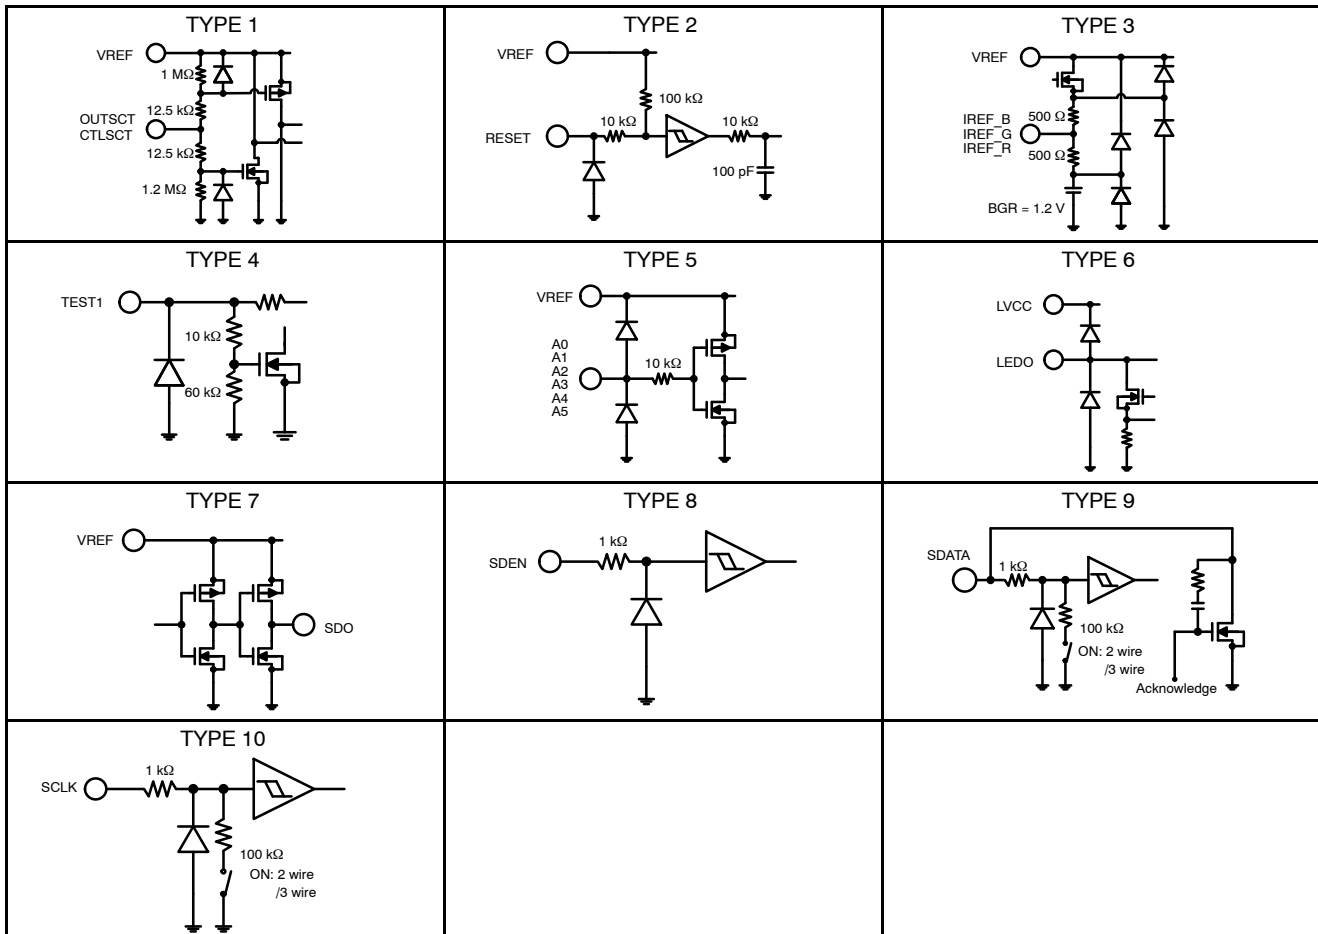 TYPE 1
VREF
1 MΩ
12.5 kΩ
OUTSCT
CTLSCT
12.5 kΩ
1.2 MΩ
TYPE 2
VREF
100 kΩ
10 kΩ
10 kΩ
RESET
100 pF
TYPE 3
VREF
IREF_B
IREF_G
IREF_R
500 Ω
500 Ω
BGR = 1.2 V
TYPE 4
TEST1
10 kΩ
60 kΩ
TYPE 5
VREF
A0
A1
A2
A3
A4
A5
10 kΩ
TYPE 6
LVCC
LEDO
TYPE 7
VREF
SDO
TYPE 8
1 kΩ
SDEN
TYPE 9
SDATA
1 kΩ
100 kΩ
ON: 2 wire
/3 wire
Acknowledge
TYPE 10
1 kΩ
SCLK
100 kΩ
ON: 2 wire
/3 wire